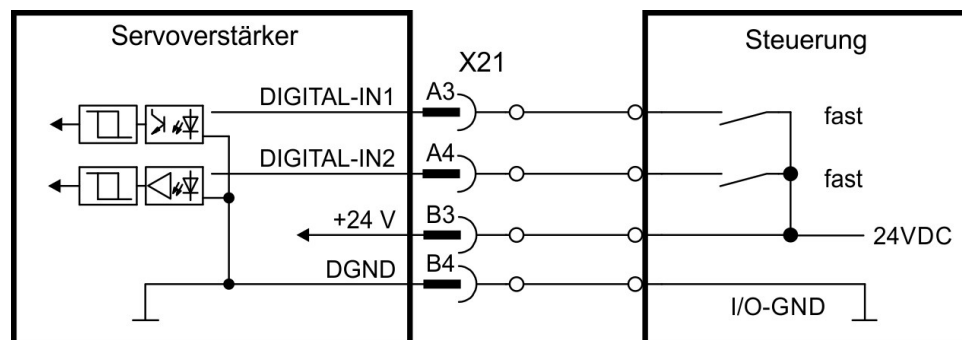 Servoverstärker
Steuerung
X21
DIGITAL-IN1
A3
fast
DIGITAL-IN2
A4
fast
+24 V
B3
24VDC
DGND
B4
I/O-GND